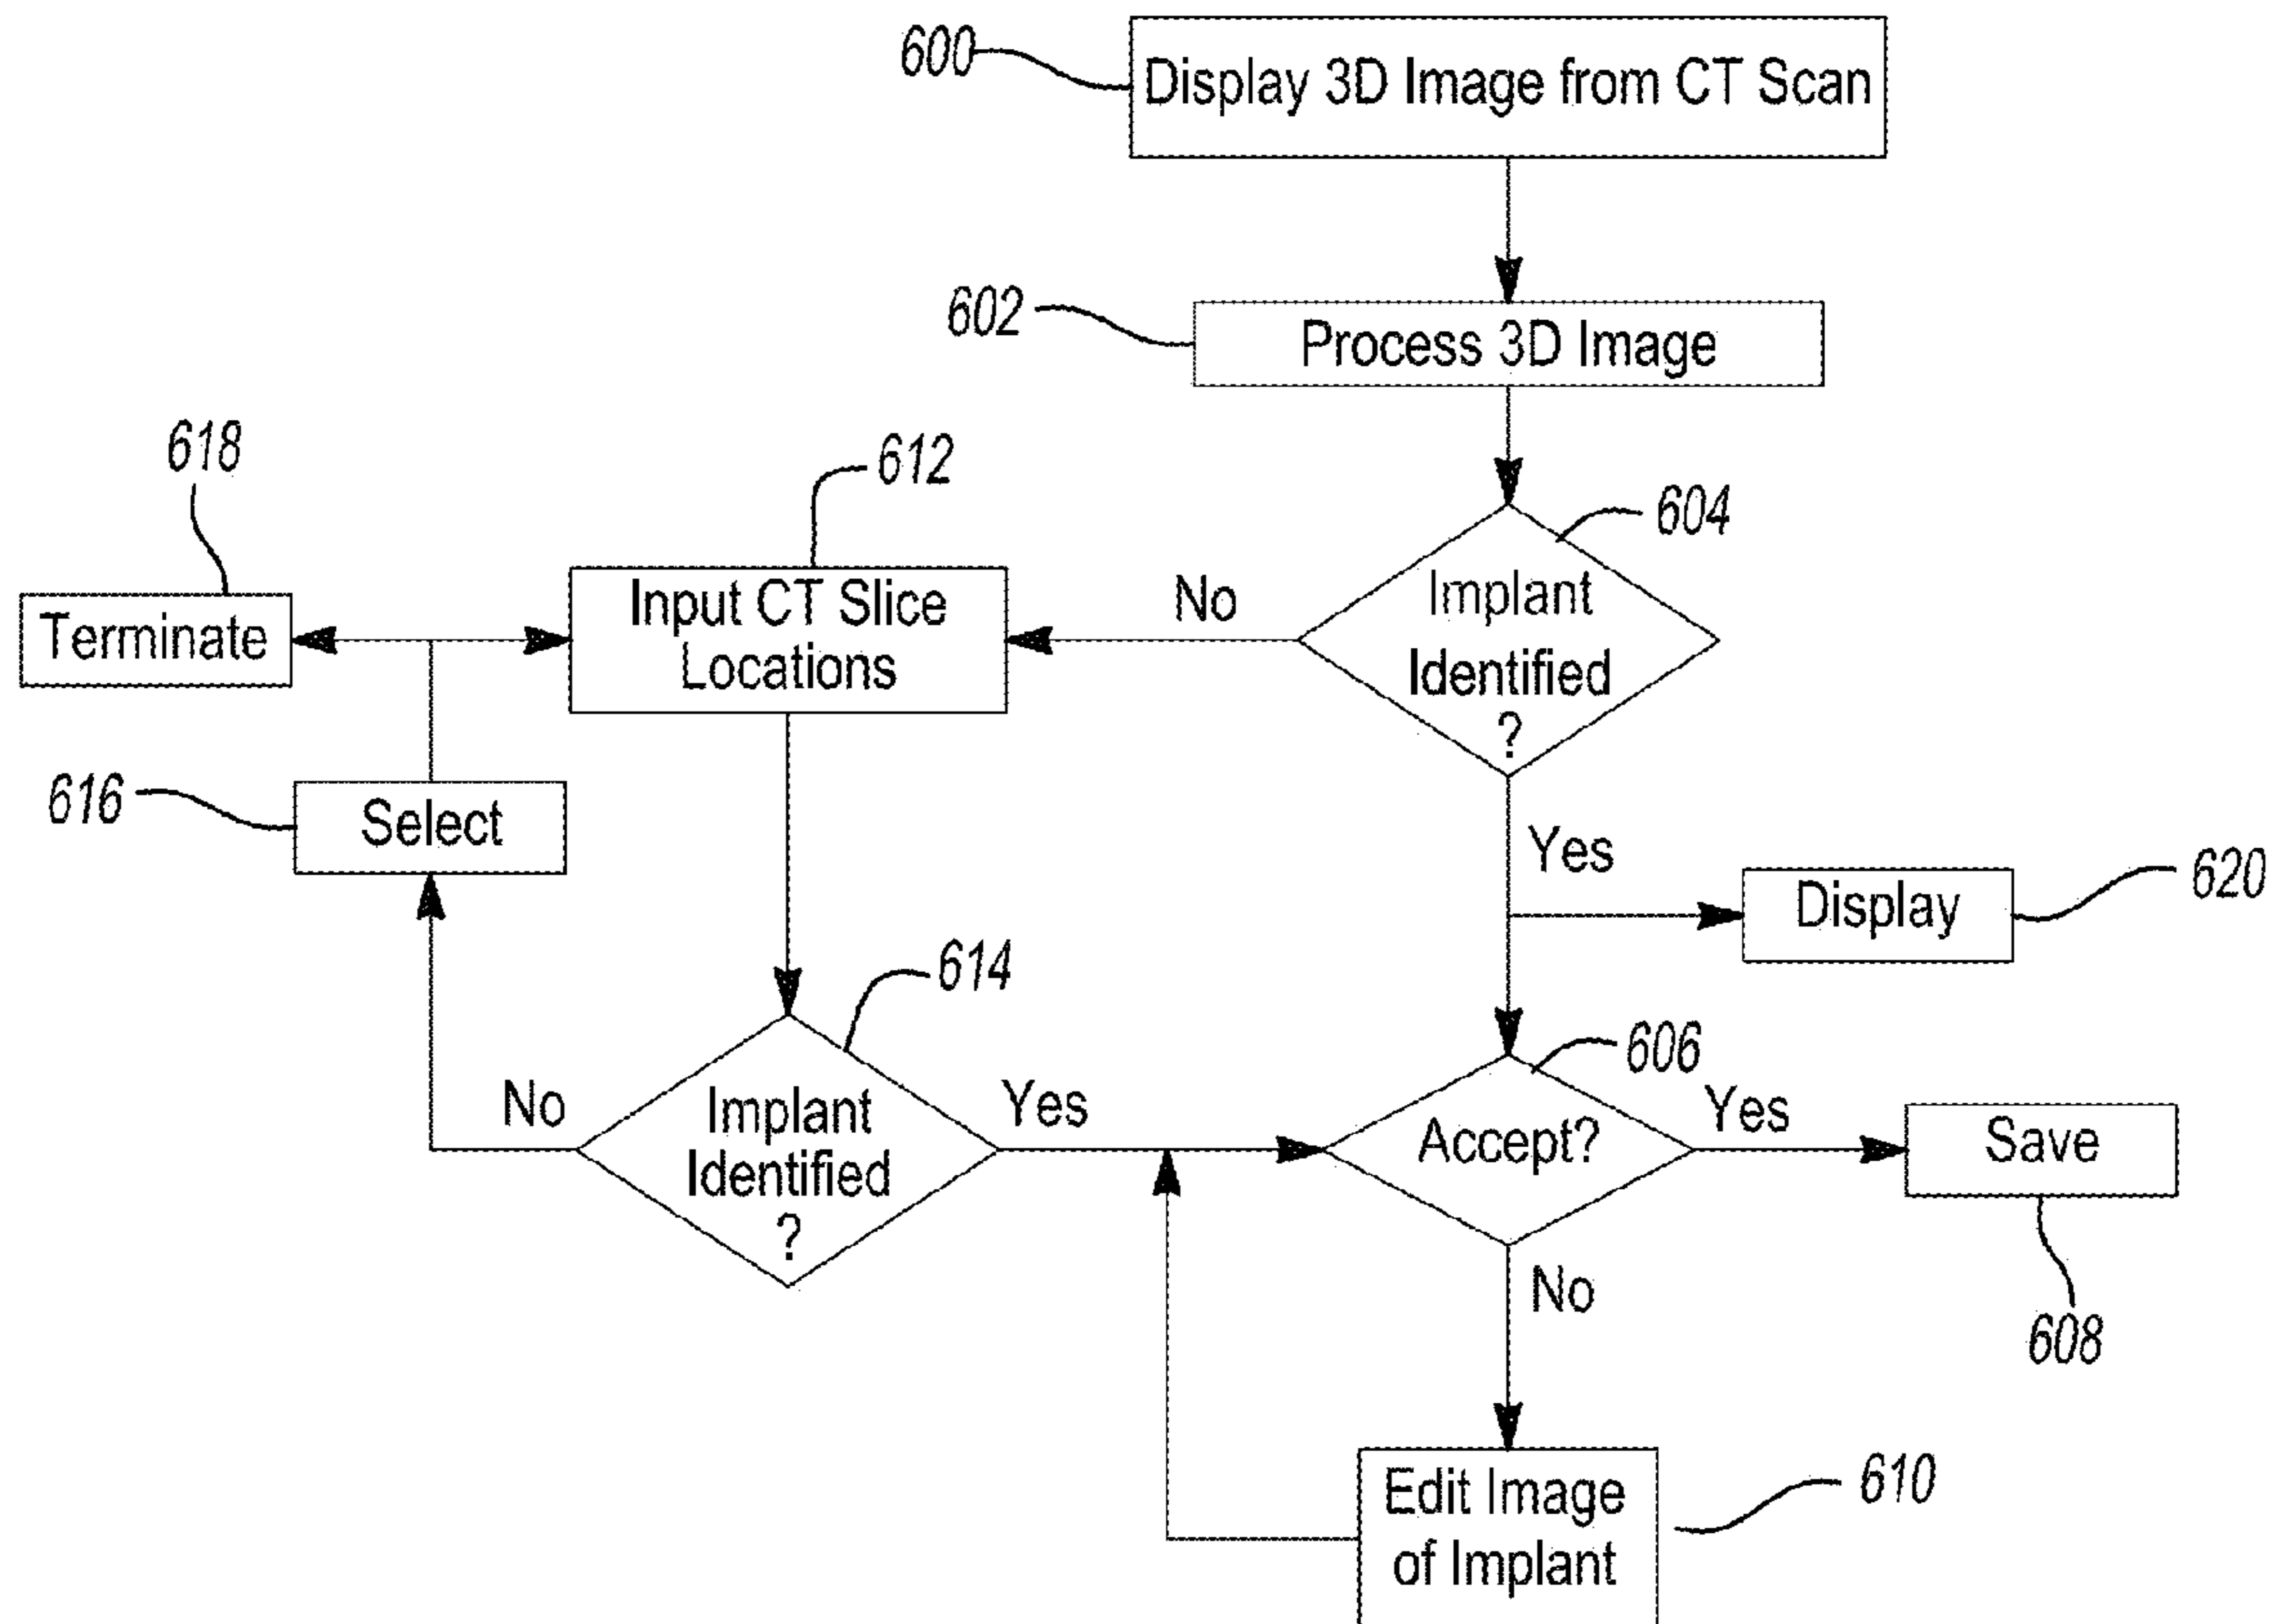 600
Display 3D Image from CT Scan
602
Process 3D Image
604
Implant
Identified
?
No
Yes
612
Input CT Slice
Locations
618
Terminate
616
Select
620
Display
614
Implant
Identified
?
No
Yes
606
Accept?
Yes
Save
608
No
Edit Image
of Implant
610